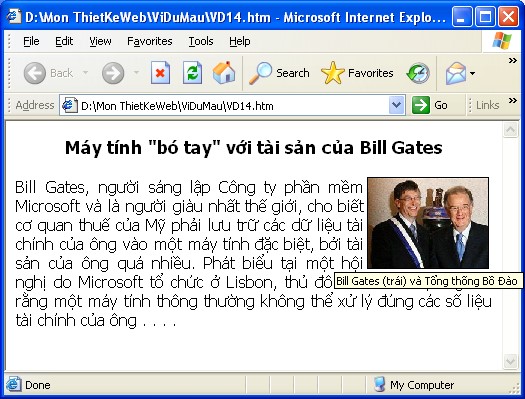 D:\Mon ThietKeWeb\ViDuMau\VD14.htm - Microsoft Internet Explo...
File Edit View Favorites Tools Help
Back Search Favorites
Address D:\Mon ThietKeWeb\ViDuMau\VD14.htm Go Links
Máy tính "bó tay" với tài sản của Bill Gates
Bill Gates, người sáng lập Công ty phần mềm
Microsoft và là người giàu nhất thế giới, cho biết
cơ quan thuế của Mỹ phải lưu trữ các dữ liệu tài
chính của ông vào một máy tính đặc biệt, bởi tài
sản của ông quá nhiều. Phát biểu tại một hội
nghị do Microsoft tổ chức ở Lisbon, thủ đô
Bill Gates (trái) và Tổng thống Bồ Đào
rằng một máy tính thông thường không thể xử lý đúng các số liệu
tài chính của ông . . . .
Done My Computer